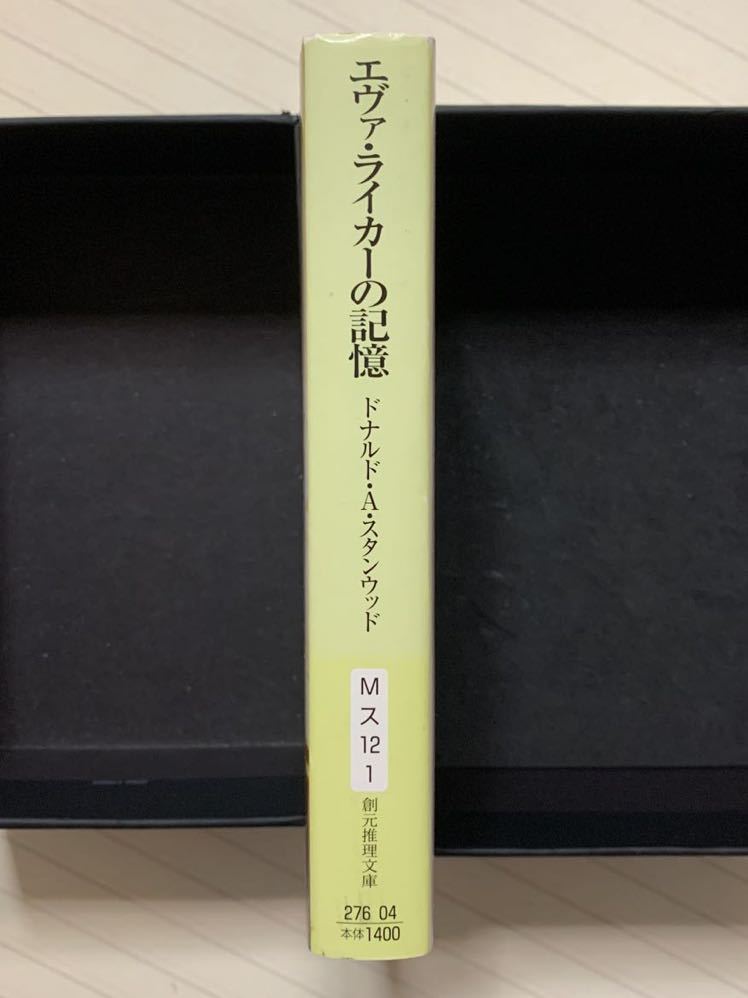 エヴァ・ライカーの記憶
ドナルド・A・スタンウッド
M
ス
12
1
創元推理文庫
276 04
本体1400